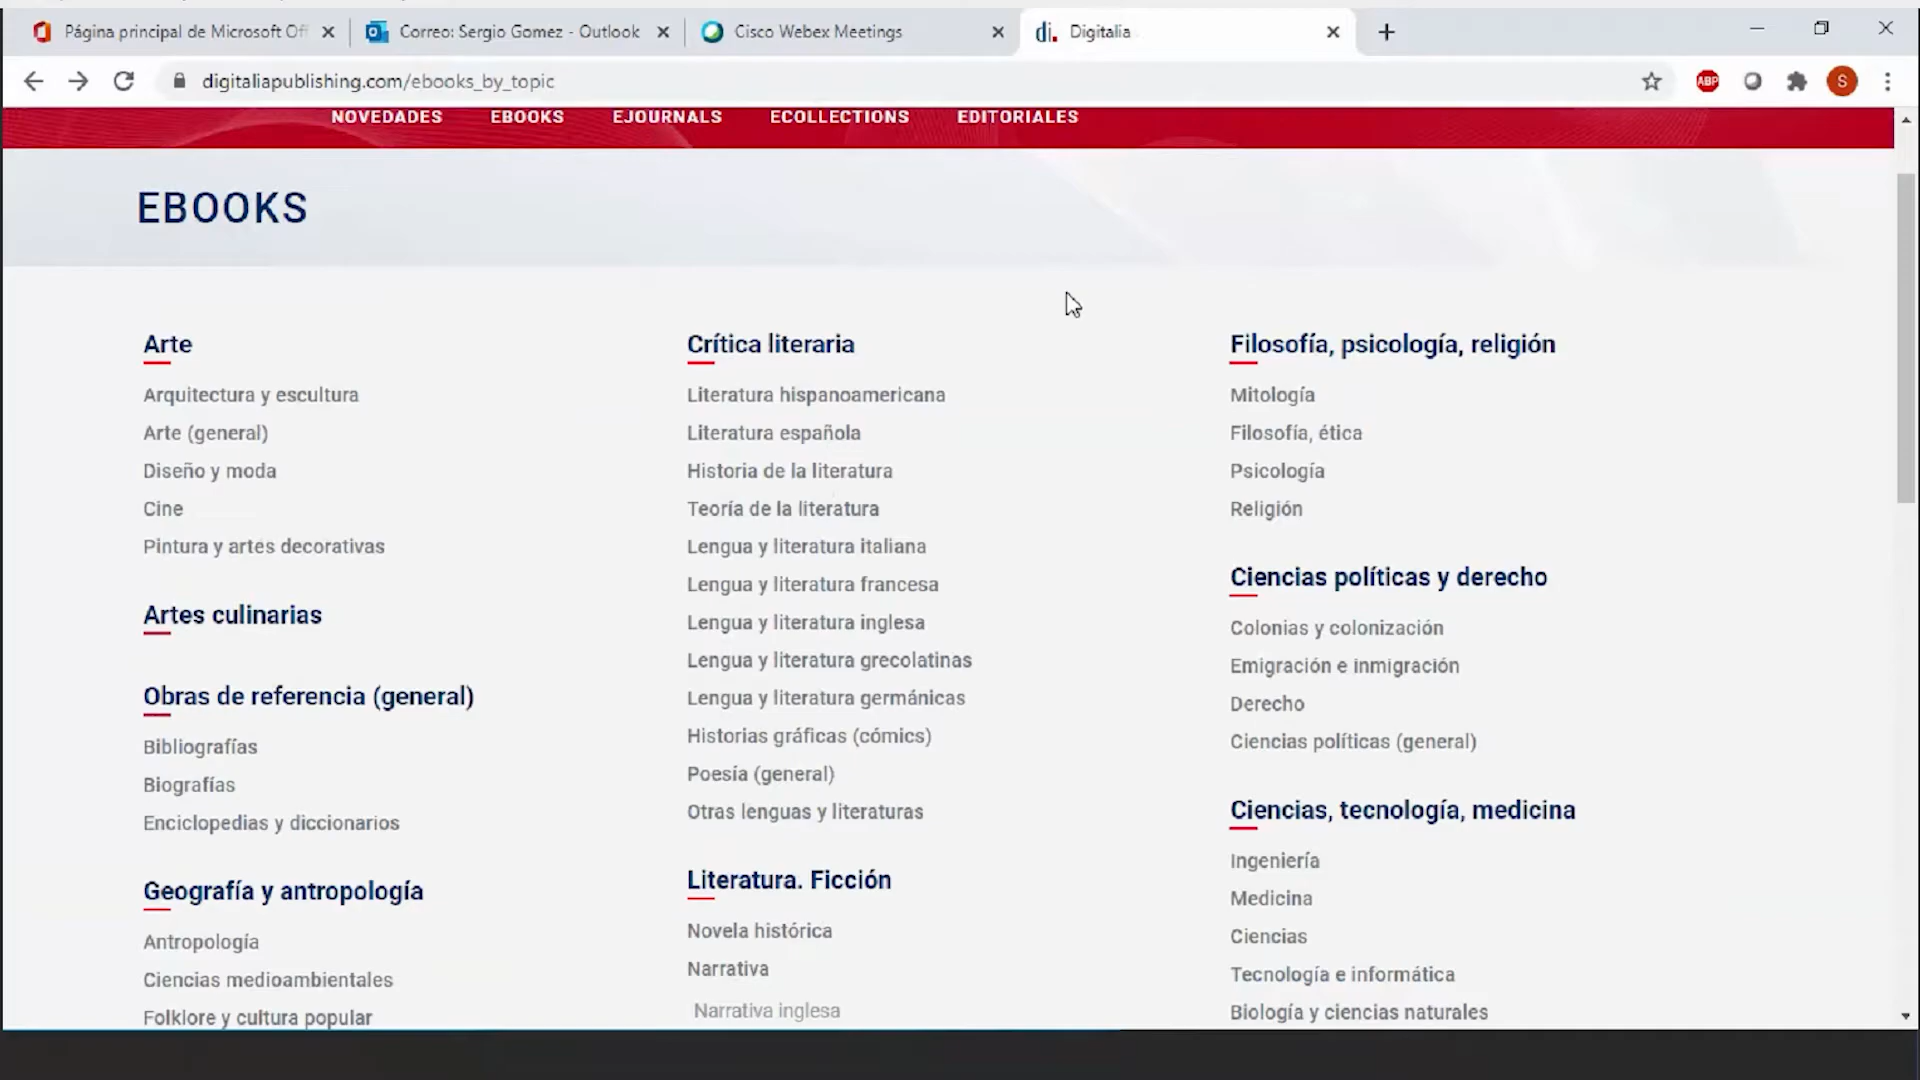 Página principal de Microsoft Off
Correo: Sergio Gomez - Outlook
Cisco Webex Meetings
di. Digitalia
digitaliapublishing.com/ebooks_by_topic
ABP
S
NOVEDADES EBOOKS EJOURNALS ECOLLECTIONS EDITORIALES
EBOOKS
Arte
Arquitectura y escultura
Arte (general)
Diseño y moda
Cine
Pintura y artes decorativas
Artes culinarias
Obras de referencia (general)
Bibliografías
Biografías
Enciclopedias y diccionarios
Geografía y antropología
Antropología
Ciencias medioambientales
Folklore y cultura popular
Crítica literaria
Literatura hispanoamericana
Literatura española
Historia de la literatura
Teoría de la literatura
Lengua y literatura italiana
Lengua y literatura francesa
Lengua y literatura inglesa
Lengua y literatura grecolatinas
Lengua y literatura germánicas
Historias gráficas (cómics)
Poesía (general)
Otras lenguas y literaturas
Literatura. Ficción
Novela histórica
Narrativa
Narrativa inglesa
Filosofía, psicología, religión
Mitología
Filosofía, ética
Psicología
Religión
Ciencias políticas y derecho
Colonias y colonización
Emigración e inmigración
Derecho
Ciencias políticas (general)
Ciencias, tecnología, medicina
Ingeniería
Medicina
Ciencias
Tecnología e informática
Biología y ciencias naturales